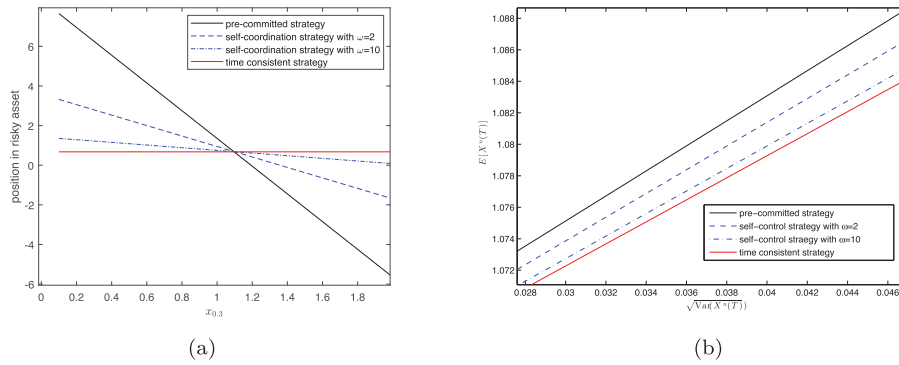 pre-committed strategy
self-coordination strategy with ω=2
self-coordination strategy with ω=10
time consistent strategy
position in risky asset
6
4
2
0
-2
-4
-6
0 0.2 0.4 0.6 0.8 1 1.2 1.4 1.6 1.8
x0.3
(a)
1.088
1.086
1.084
1.082
1.08
1.078
1.076
1.074
1.072
E[X^u(T)]
pre-committed strategy
self-control strategy with ω=2
self-control straegy with ω=10
time consistent strategy
0.028 0.03 0.032 0.034 0.036 0.038 0.04 0.042 0.044 0.046
√Var(X^u(T))
(b)